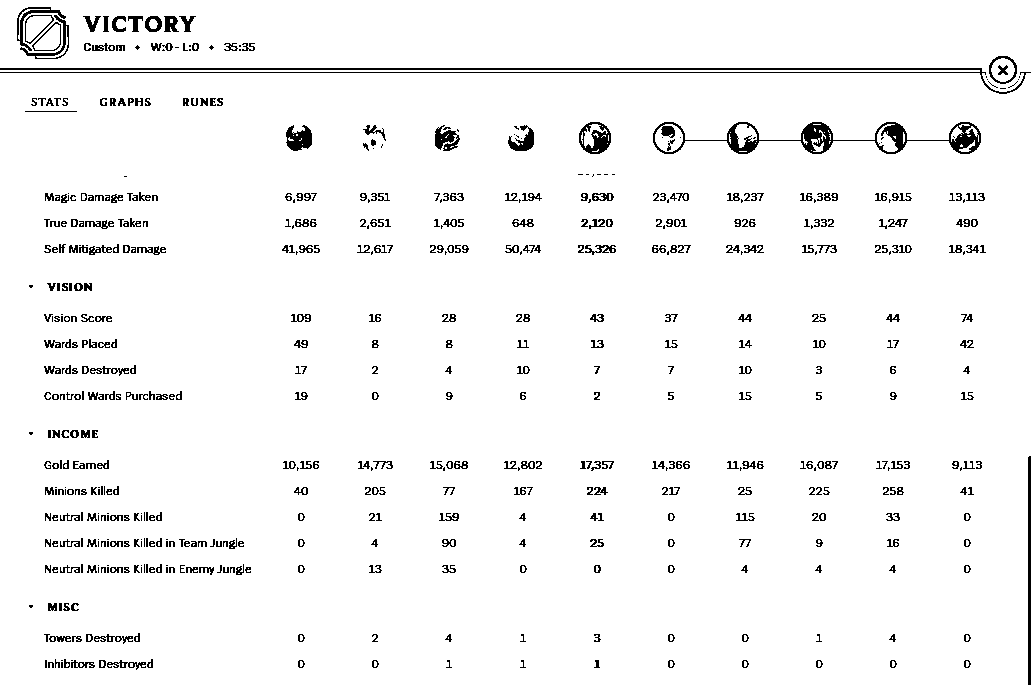 VICTORY
Custom • W:0 - L:0 • 35:35
STATS GRAPHS RUNES
Magic Damage Taken 6,997 9,351 7,363 12,194 9,630 23,470 18,237 16,389 16,915 13,113
True Damage Taken 1,686 2,651 1,405 648 2,120 2,901 926 1,332 1,247 490
Self Mitigated Damage 41,965 12,617 29,059 50,474 25,326 66,827 24,342 15,773 25,310 18,341
VISION
Vision Score 109 16 28 28 43 37 44 25 44 74
Wards Placed 49 8 8 11 13 15 14 10 17 42
Wards Destroyed 17 2 4 10 7 7 10 3 6 4
Control Wards Purchased 19 0 9 6 2 5 15 5 9 15
INCOME
Gold Earned 10,156 14,773 15,068 12,802 17,357 14,366 11,946 16,087 17,153 9,113
Minions Killed 40 205 77 167 224 217 25 225 258 41
Neutral Minions Killed 0 21 159 4 41 0 115 20 33 0
Neutral Minions Killed in Team Jungle 0 4 90 4 25 0 77 9 16 0
Neutral Minions Killed in Enemy Jungle 0 13 35 0 0 0 4 4 4 0
MISC
Towers Destroyed 0 2 4 1 3 0 0 1 4 0
Inhibitors Destroyed 0 0 1 1 1 0 0 0 0 0